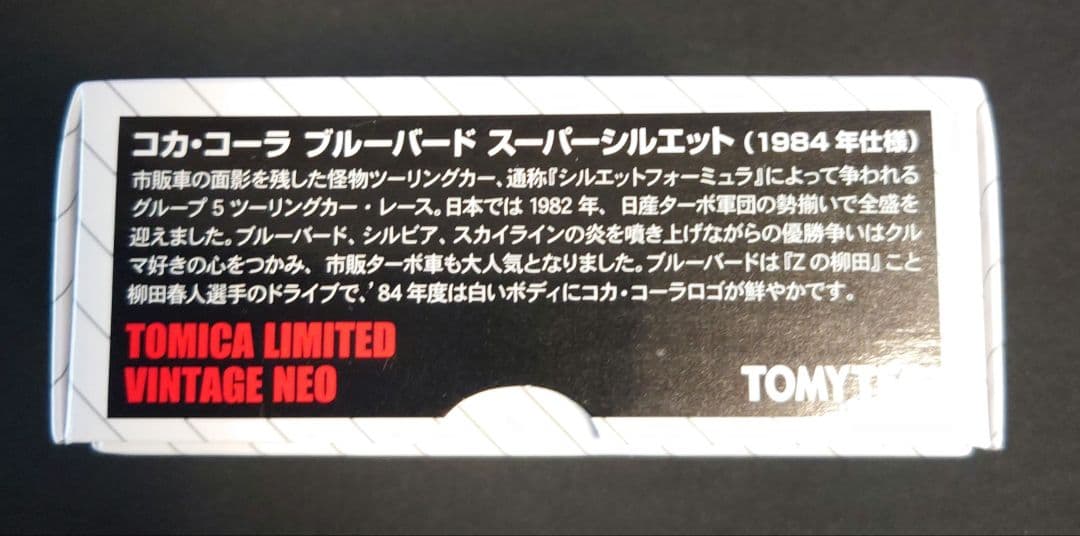 コカ・コーラ ブルーバード スーパーシルエット（1984年仕様）
市販車の面影を残した怪物ツーリングカー、通称『シルエットフォーミュラ』によって争われる
グループ5ツーリングカー・レース。日本では1982年、日産ターボ軍団の勢揃いで全盛を
迎えました。ブルーバード、シルビア、スカイラインの炎を噴き上げながらの優勝争いはクル
マ好きの心をつかみ、市販ターボ車も大人気となりました。ブルーバードは『Zの柳田』こと
柳田春人選手のドライブで、'84年度は白いボディにコカ・コーラロゴが鮮やかです。
TOMICA LIMITED
VINTAGE NEO